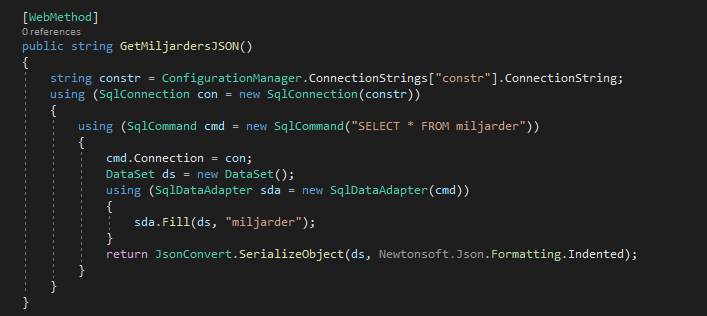 [WebMethod]
0 references
public string GetMiljardersJSON()
{
string constr = ConfigurationManager.ConnectionStrings["constr"].ConnectionString;
using (SqlConnection con = new SqlConnection(constr))
{
using (SqlCommand cmd = new SqlCommand("SELECT * FROM miljarder"))
{
cmd.Connection = con;
DataSet ds = new DataSet();
using (SqlDataAdapter sda = new SqlDataAdapter(cmd))
{
sda.Fill(ds, "miljarder");
}
return JsonConvert.SerializeObject(ds, Newtonsoft.Json.Formatting.Indented);
}
}
}